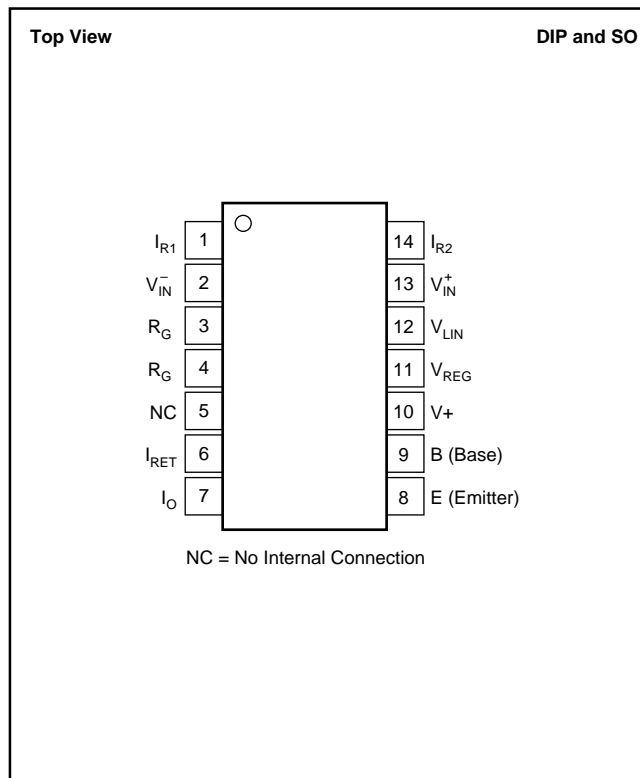 Top View DIP and SO
I_R1 1 14 I_R2
V_IN^– 2 13 V_IN^+
R_G 3 12 V_LIN
R_G 4 11 V_REG
NC 5 10 V+
I_RET 6 9 B (Base)
I_O 7 8 E (Emitter)
NC = No Internal Connection